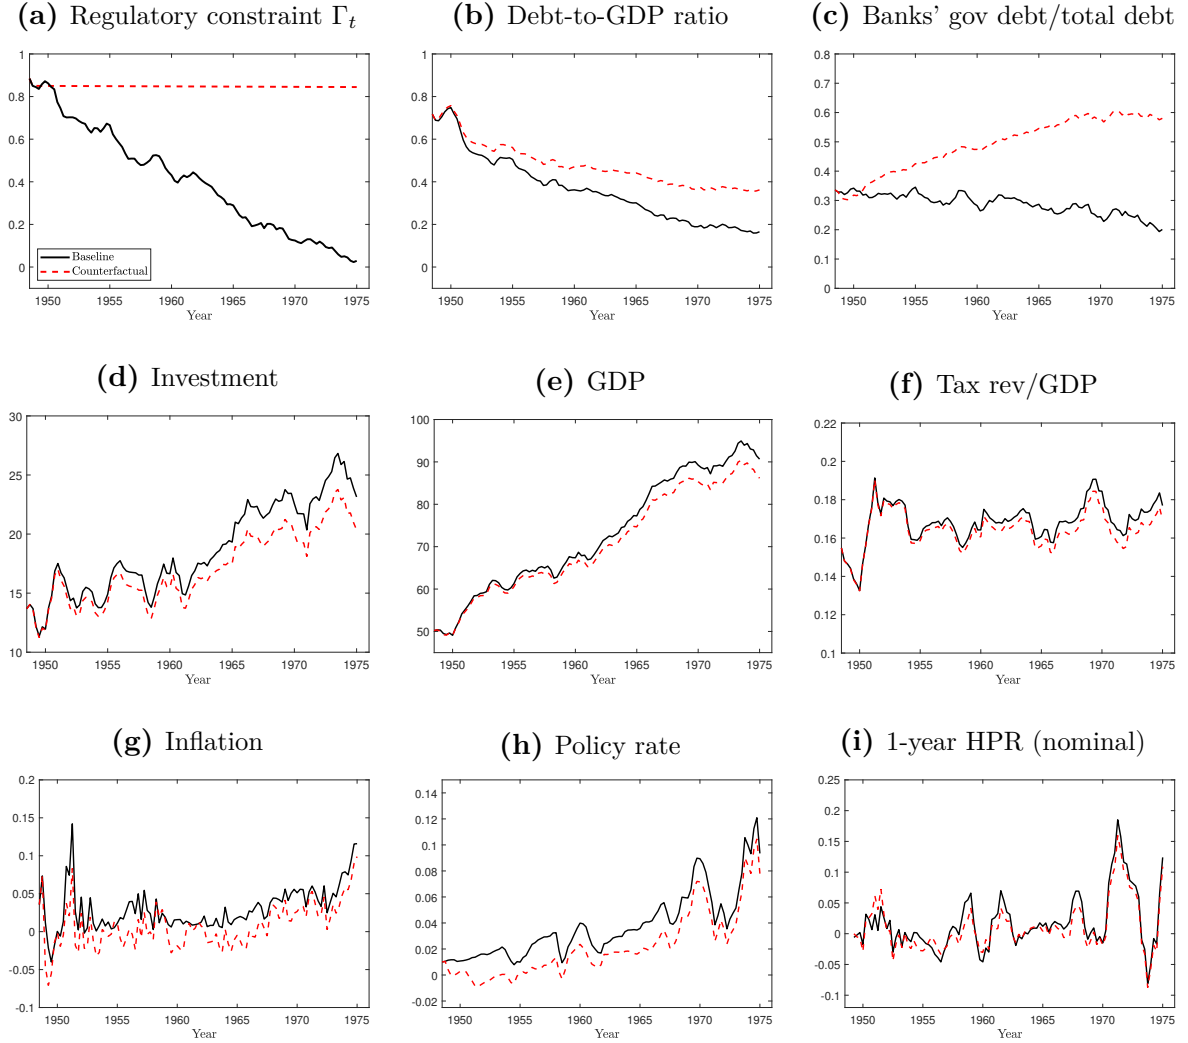 (a) Regulatory constraint Γt
(b) Debt-to-GDP ratio
(c) Banks' gov debt/total debt
1
0.8
0.6
0.4
0.2
0
Baseline
Counterfactual
1950 1955 1960 1965 1970 1975
Year
1
0.8
0.6
0.4
0.2
0
1950 1955 1960 1965 1970 1975
Year
0.8
0.7
0.6
0.5
0.4
0.3
0.2
0.1
0
1950 1955 1960 1965 1970 1975
Year
(d) Investment
(e) GDP
(f) Tax rev/GDP
30
25
20
15
10
1950 1955 1960 1965 1970 1975
Year
100
90
80
70
60
50
1950 1955 1960 1965 1970 1975
Year
0.22
0.2
0.18
0.16
0.14
0.12
0.1
1950 1955 1960 1965 1970 1975
Year
(g) Inflation
(h) Policy rate
(i) 1-year HPR (nominal)
0.2
0.15
0.1
0.05
0
-0.05
-0.1
1950 1955 1960 1965 1970 1975
Year
0.14
0.12
0.1
0.08
0.06
0.04
0.02
0
-0.02
1950 1955 1960 1965 1970 1975
Year
0.25
0.2
0.15
0.1
0.05
0
-0.05
-0.1
1950 1955 1960 1965 1970 1975
Year